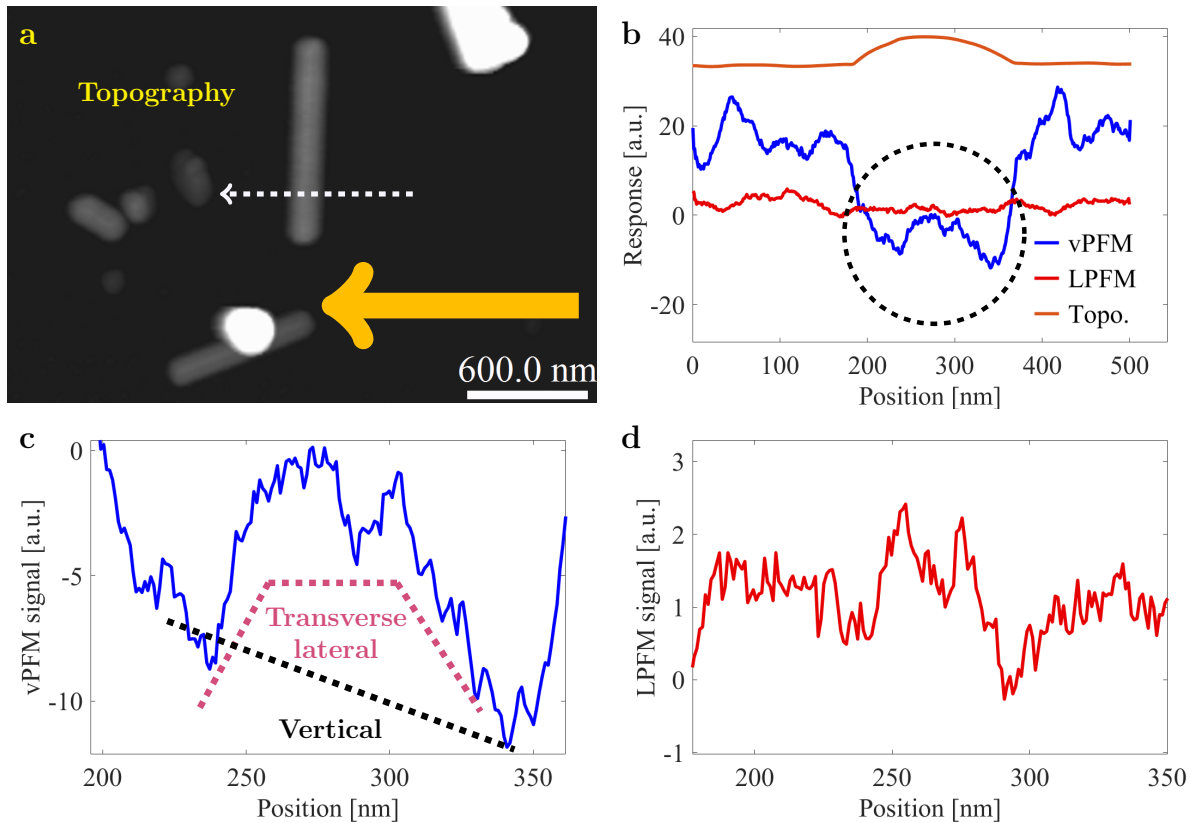 a
Topography
600.0 nm
b
40
20
0
-20
Response [a.u.]
vPFM
LPFM
Topo.
0 100 200 300 400 500
Position [nm]
c
0
-5
-10
vPFM signal [a.u.]
Transverse
lateral
Vertical
200 250 300 350
Position [nm]
d
3
2
1
0
-1
LPFM signal [a.u.]
200 250 300 350
Position [nm]